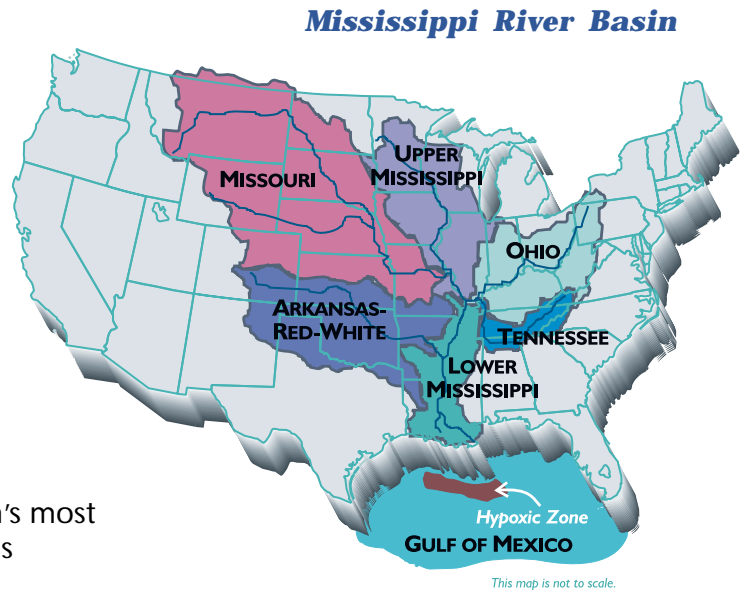 Mississippi River Basin
UPPER
MISSISSIPPI
MISSOURI
OHIO
ARKANSAS-
RED-WHITE
TENNESSEE
LOWER
MISSISSIPPI
n's most
s
Hypoxic Zone
GULF OF MEXICO
This map is not to scale.